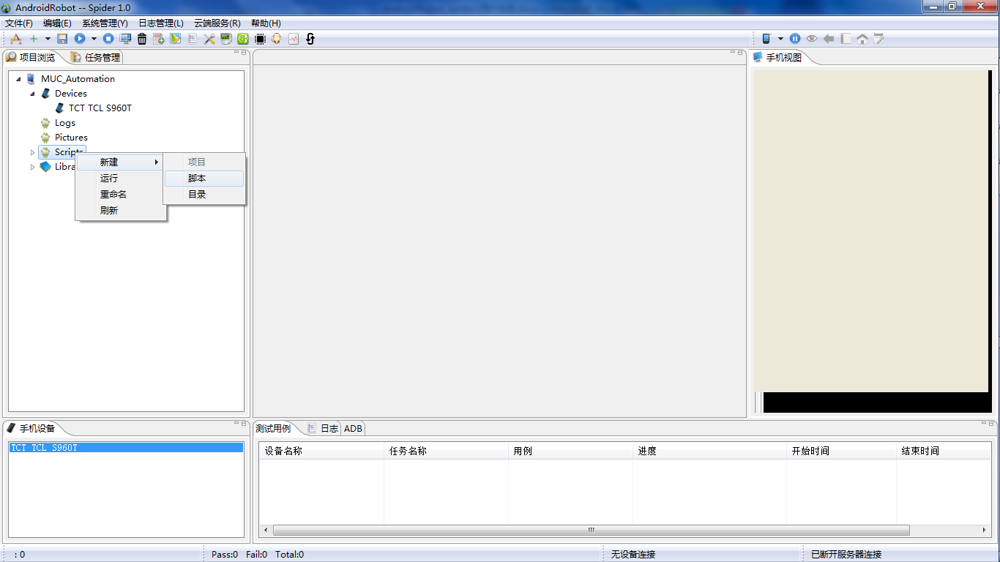 AndroidRobot -- Spider 1.0
文件(F) 编辑(E) 系统管理(Y) 日志管理(L) 云端服务(R) 帮助(H)
项目浏览 任务管理
手机视图
MUC_Automation
Devices
TCT TCL S960T
Logs
Pictures
Scripts
Libra
新建
运行
重命名
刷新
项目
脚本
目录
手机设备
TCT TCL S960T
测试用例 日志 ADB
设备名称 任务名称 用例 进度 开始时间 结束时间
: 0 Pass:0 Fail:0 Total:0 无设备连接 已断开服务器连接